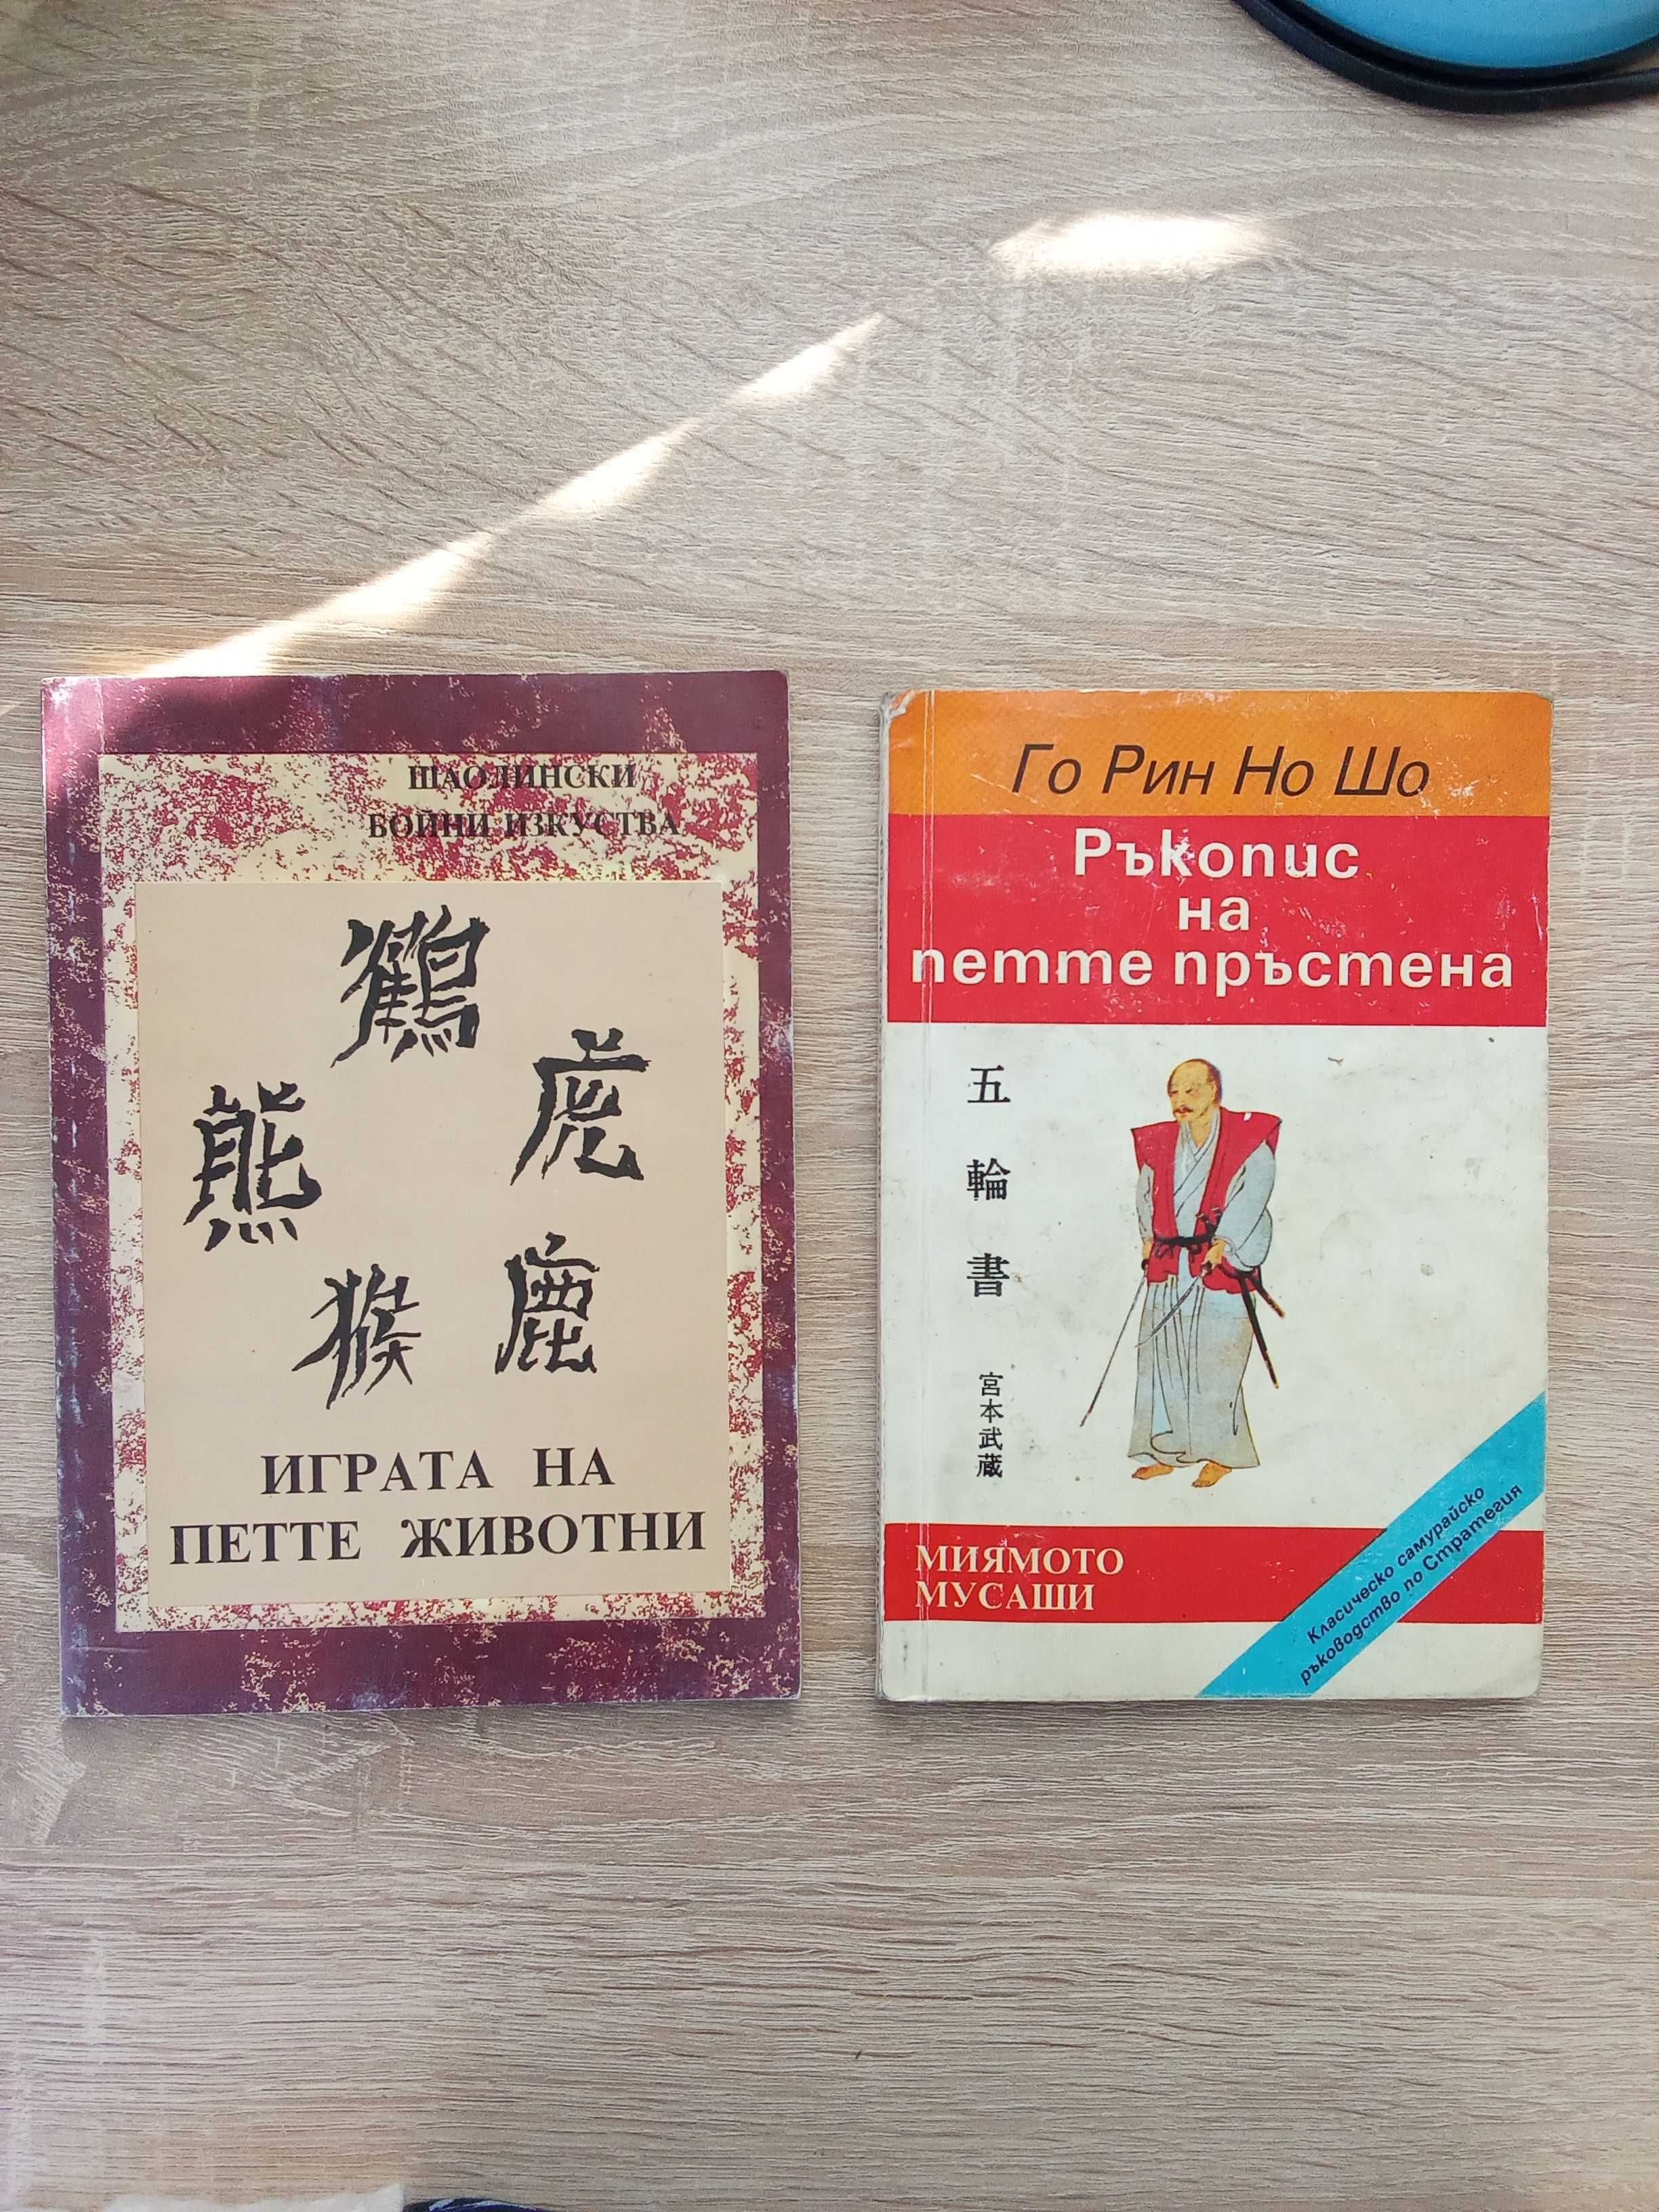 ШАОЛИНСКИ
БОЙНИ ИЗКУСТВА
鶴
虎
熊
猴
鹿
ИГРАТА НА
ПЕТТЕ ЖИВОТНИ
Го Рин Но Шо
Ръкопис
на
петте пръстена
五輪書
宮本武蔵
МИЯМОТО
МУСАШИ
Класическо самурайско
ръководство по Стратегия